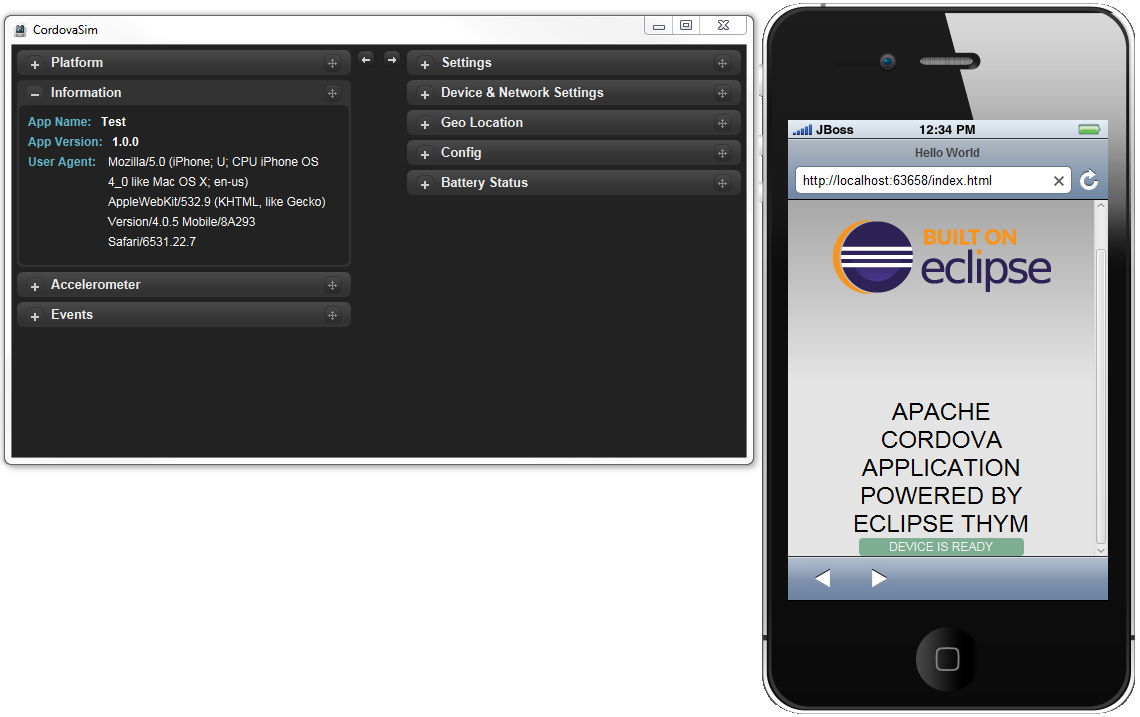 CordovaSim
Platform
Information
App Name: Test
App Version: 1.0.0
User Agent: Mozilla/5.0 (iPhone; U; CPU iPhone OS
4_0 like Mac OS X; en-us)
AppleWebKit/532.9 (KHTML, like Gecko)
Version/4.0.5 Mobile/8A293
Safari/6531.22.7
Accelerometer
Events
Settings
Device & Network Settings
Geo Location
Config
Battery Status
JBoss 12:34 PM
Hello World
http://localhost:63658/index.html
BUILT ON
eclipse
APACHE
CORDOVA
APPLICATION
POWERED BY
ECLIPSE THYM
DEVICE IS READY